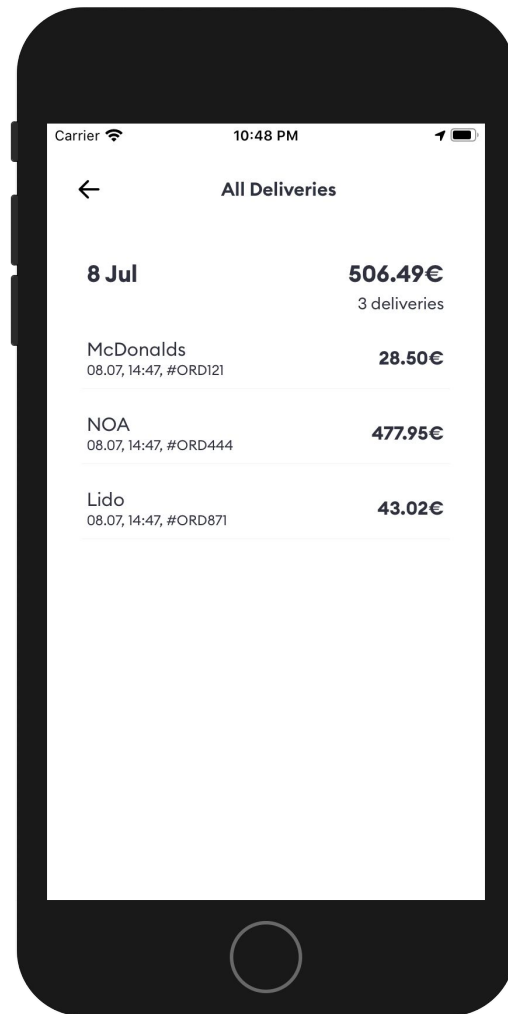 Carrier 10:48 PM
All Deliveries
8 Jul 506.49€
3 deliveries
McDonalds 28.50€
08.07, 14:47, #ORD121
NOA 477.95€
08.07, 14:47, #ORD444
Lido 43.02€
08.07, 14:47, #ORD871